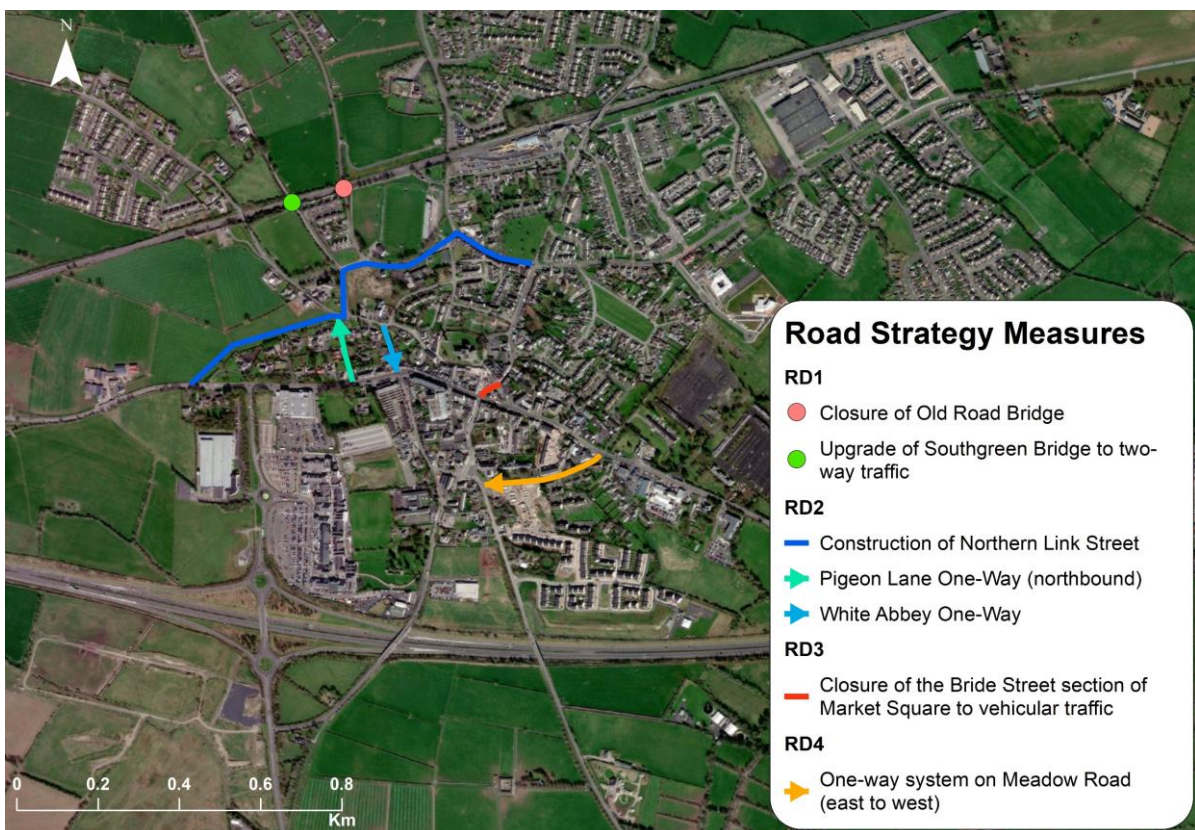 N
Road Strategy Measures
RD1
Closure of Old Road Bridge
Upgrade of Southgreen Bridge to two-
way traffic
RD2
Construction of Northern Link Street
Pigeon Lane One-Way (northbound)
White Abbey One-Way
RD3
Closure of the Bride Street section of
Market Square to vehicular traffic
RD4
One-way system on Meadow Road
(east to west)
0 0.2 0.4 0.6 0.8
Km